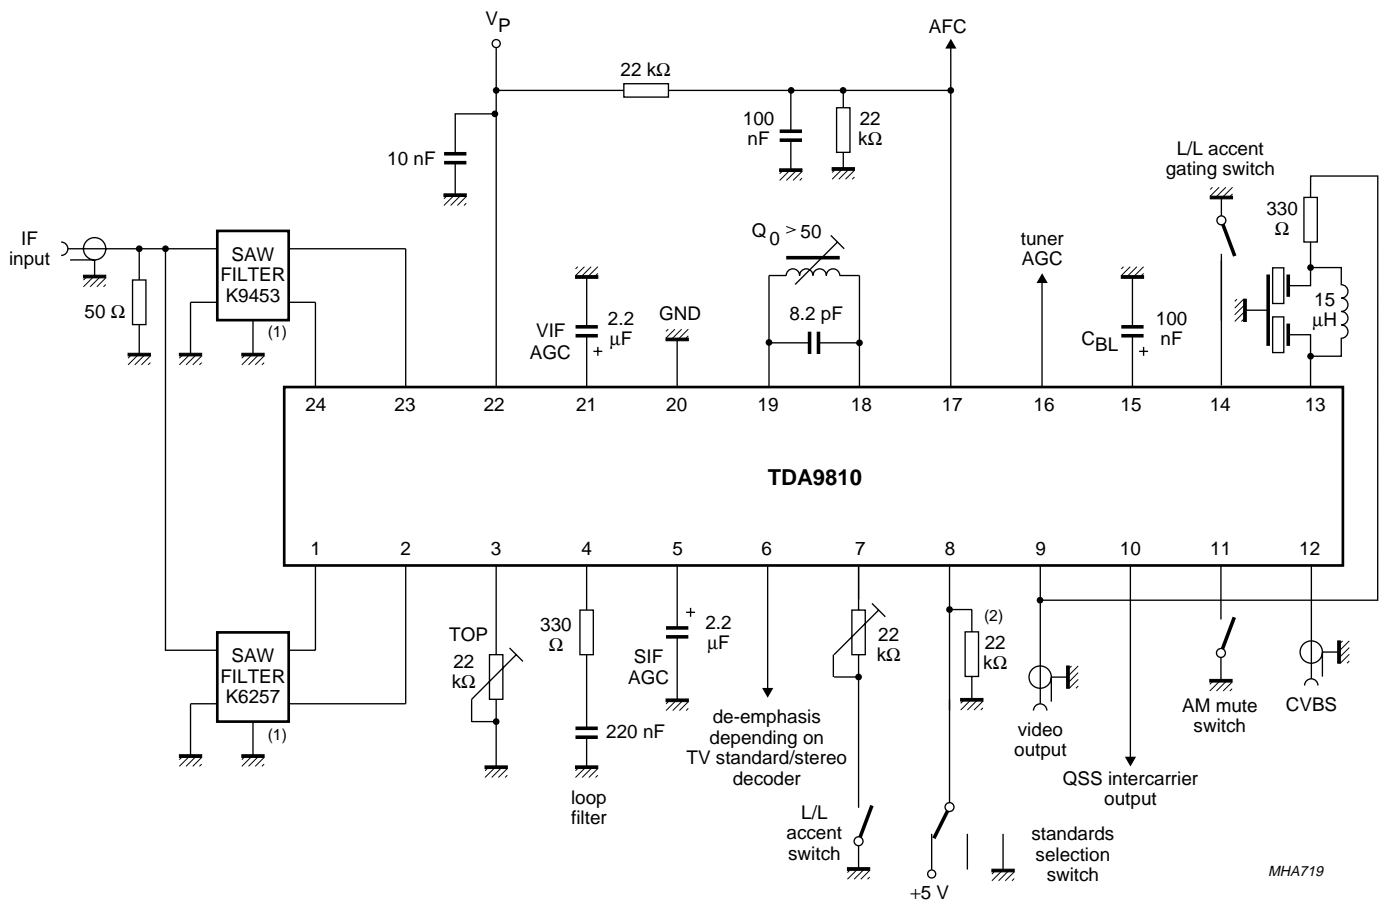 VP
AFC
22 kΩ
100
nF
22
kΩ
10 nF
L/L accent
gating switch
330
Ω
IF
input
SAW
FILTER
K9453
(1)
50 Ω
Q0 > 50
tuner
AGC
8.2 pF
VIF
AGC
2.2
μF
+
GND
CBL
100
nF
+
15
μH
24
23
22
21
20
19
18
17
16
15
14
13
TDA9810
1
2
3
4
5
6
7
8
9
10
11
12
SAW
FILTER
K6257
(1)
TOP
22
kΩ
330
Ω
220 nF
loop
filter
+
2.2
μF
SIF
AGC
de-emphasis
depending on
TV standard/stereo
decoder
22
kΩ
L/L
accent
switch
(2)
22
kΩ
+5 V
standards
selection
switch
video
output
QSS intercarrier
output
AM mute
switch
CVBS
MHA719